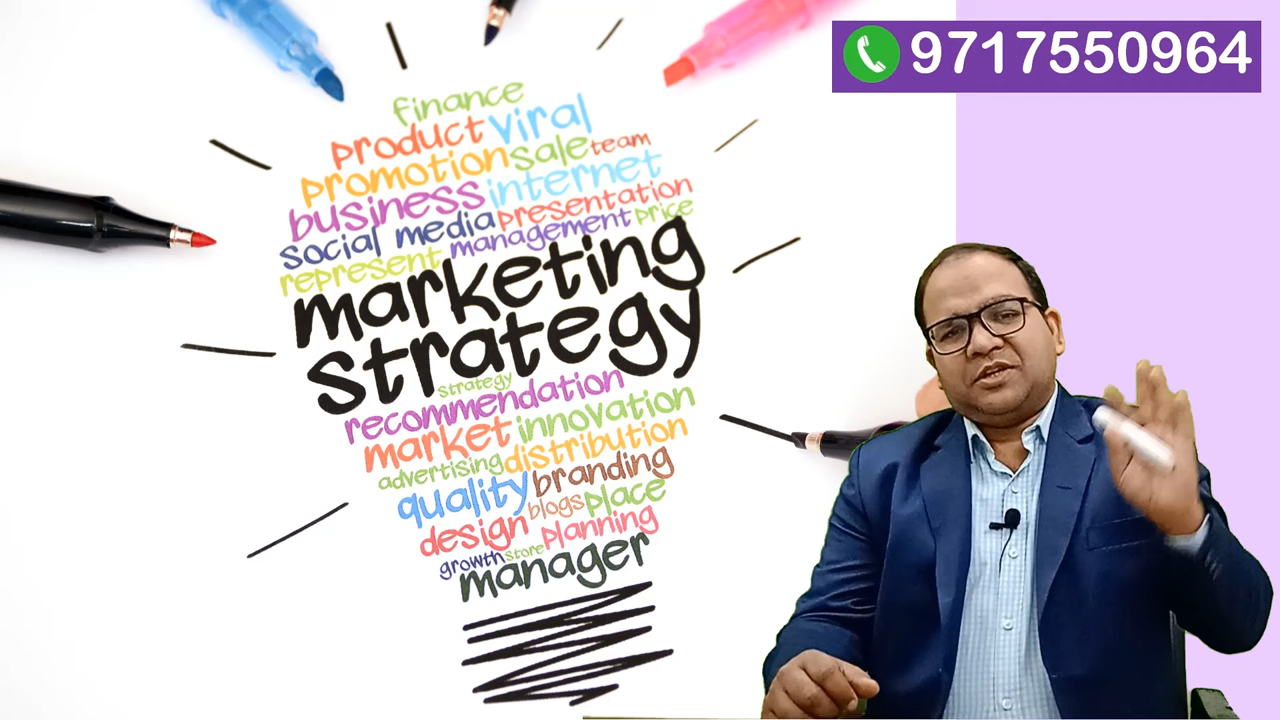 9717550964
finance
product viral
promotion sale team
business internet
social media presentation
represent management price
marketing
strategy
strategy
recommendation
market innovation
advertising distribution
quality branding
blogs place
design planning
growth store
manager